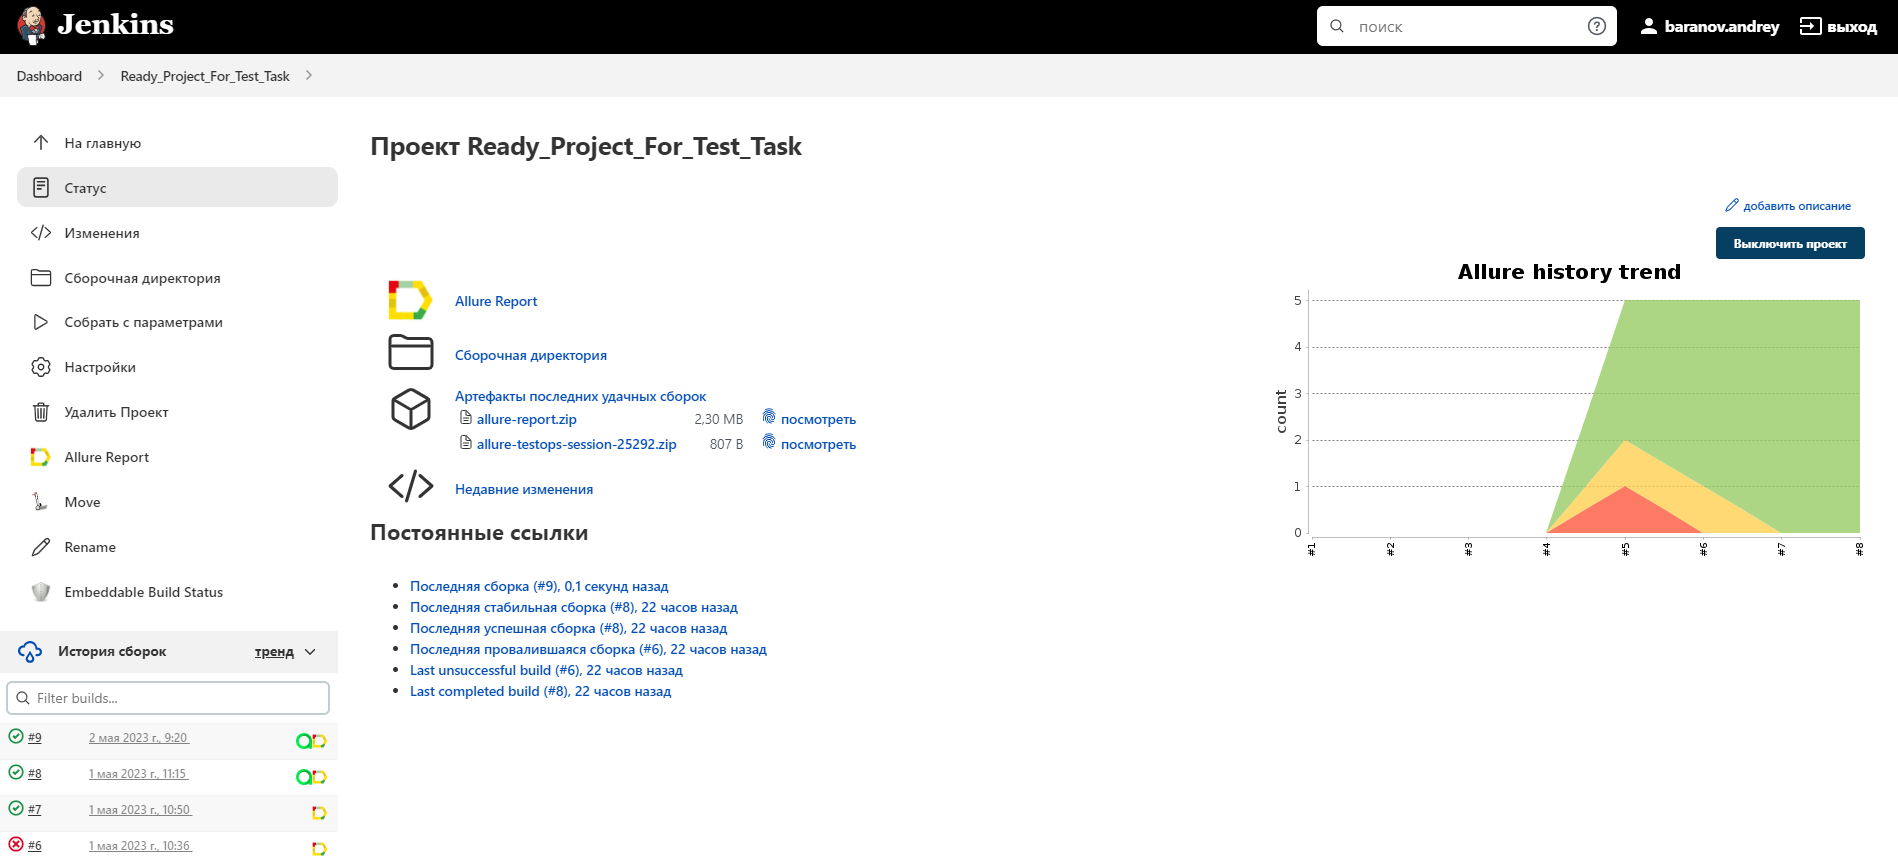 Jenkins
поиск
baranov.andrey
выход
Dashboard
Ready_Project_For_Test_Task
На главную
Статус
Изменения
Сборочная директория
Собрать с параметрами
Настройки
Удалить Проект
Allure Report
Move
Rename
Embeddable Build Status
История сборок
тренд
Filter builds...
#9 2 мая 2023 г., 9:20
#8 1 мая 2023 г., 11:15
#7 1 мая 2023 г., 10:50
#6 1 мая 2023 г., 10:36
Проект Ready_Project_For_Test_Task
добавить описание
Выключить проект
Allure Report
Сборочная директория
Артефакты последних удачных сборок
allure-report.zip 2,30 MB посмотреть
allure-testops-session-25292.zip 807 B посмотреть
Недавние изменения
Постоянные ссылки
Последняя сборка (#9), 0,1 секунд назад
Последняя стабильная сборка (#8), 22 часов назад
Последняя успешная сборка (#8), 22 часов назад
Последняя провалившаяся сборка (#6), 22 часов назад
Last unsuccessful build (#6), 22 часов назад
Last completed build (#8), 22 часов назад
Allure history trend
count
5
4
3
2
1
0
#1 #2 #3 #4 #5 #6 #7 #8